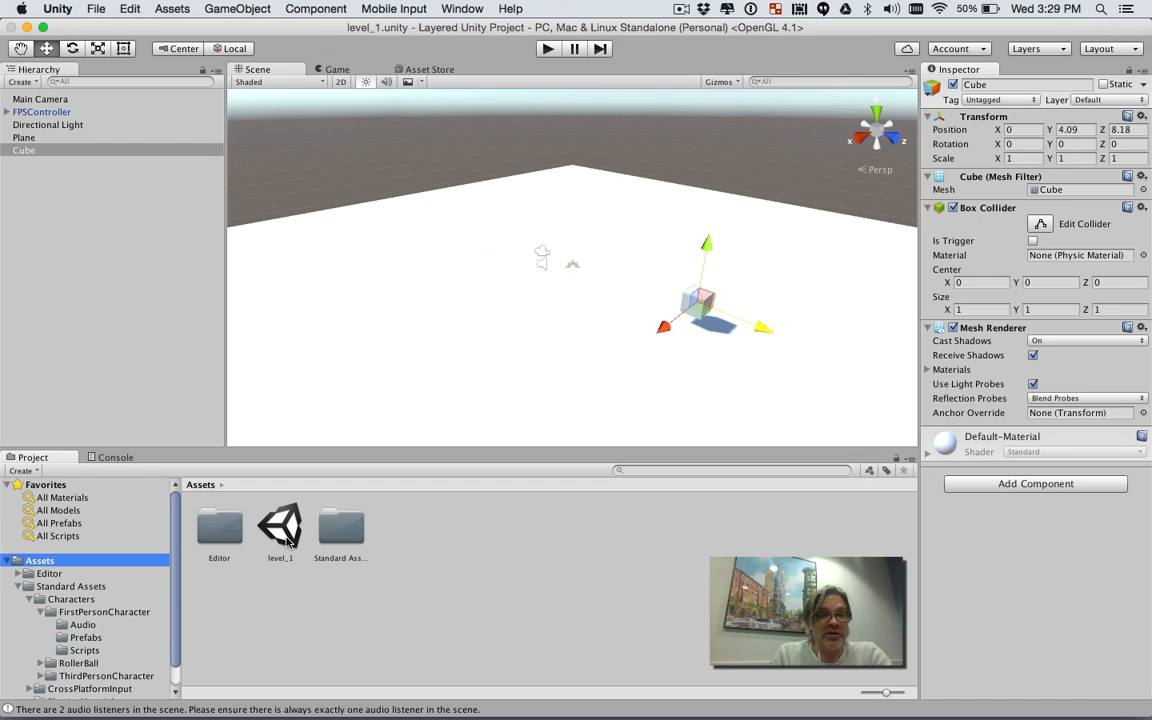 Unity File Edit Assets GameObject Component Mobile Input Window Help 50% Wed 3:29 PM
level_1.unity - Layered Unity Project - PC, Mac & Linux Standalone (Personal) <OpenGL 4.1>
Center Local Account Layers Layout
Hierarchy
Create All
Main Camera
FPSController
Directional Light
Plane
Cube
Scene Game Asset Store
Shaded 2D Gizmos All
y
x z
Persp
Inspector
Cube Static
Tag Untagged Layer Default
Transform
Position X 0 Y 4.09 Z 8.18
Rotation X 0 Y 0 Z 0
Scale X 1 Y 1 Z 1
Cube (Mesh Filter)
Mesh Cube
Box Collider
Edit Collider
Is Trigger
Material None (Physic Material)
Center
X 0 Y 0 Z 0
Size
X 1 Y 1 Z 1
Mesh Renderer
Cast Shadows On
Receive Shadows
Materials
Use Light Probes
Reflection Probes Blend Probes
Anchor Override None (Transform)
Default-Material
Shader Standard
Add Component
Project Console
Create
Favorites
All Materials
All Models
All Prefabs
All Scripts
Assets
Editor
Standard Assets
Characters
FirstPersonCharacter
Audio
Prefabs
Scripts
RollerBall
ThirdPersonCharacter
CrossPlatformInput
Assets
Editor level_1 Standard Ass...
There are 2 audio listeners in the scene. Please ensure there is always exactly one audio listener in the scene.